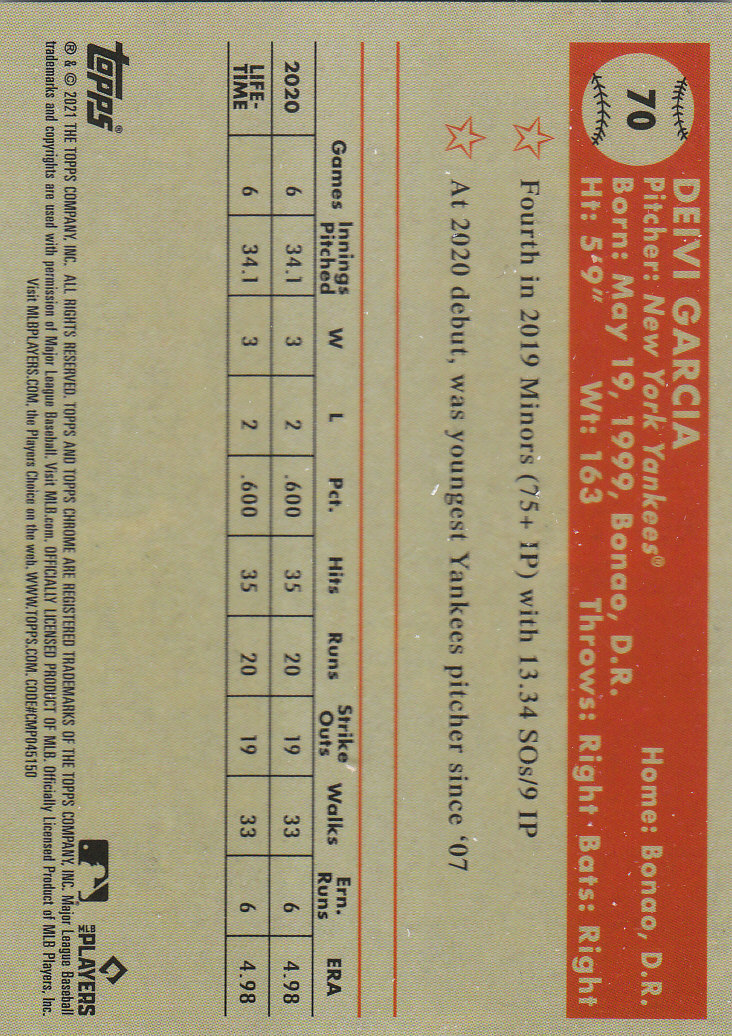 70
DEIVI GARCIA
Pitcher: New York Yankees® Home: Bonao, D.R.
Born: May 19, 1999, Bonao, D.R.
Ht: 5'9" Wt: 163 Throws: Right • Bats: Right
Fourth in 2019 Minors (75+ IP) with 13.34 SOs/9 IP
At 2020 debut, was youngest Yankees pitcher since ‘07
Games Innings Pitched W L Pct. Hits Runs Strike Outs Walks Ern. Runs ERA
2020 6 34.1 3 2 .600 35 20 19 33 6 4.98
LIFE-TIME 6 34.1 3 2 .600 35 20 19 33 6 4.98
topps®
MLB PLAYERS
® & © 2021 THE TOPPS COMPANY, INC. ALL RIGHTS RESERVED. TOPPS AND TOPPS CHROME ARE REGISTERED TRADEMARKS OF THE TOPPS COMPANY, INC. Major League Baseball
trademarks and copyrights are used with permission of Major League Baseball. Visit MLB.com. OFFICIALLY LICENSED PRODUCT OF MLB. Officially Licensed Product of MLB Players, Inc.
Visit MLBPLAYERS.COM, the Players Choice on the web. WWW.TOPPS.COM. CODE#CMP045150